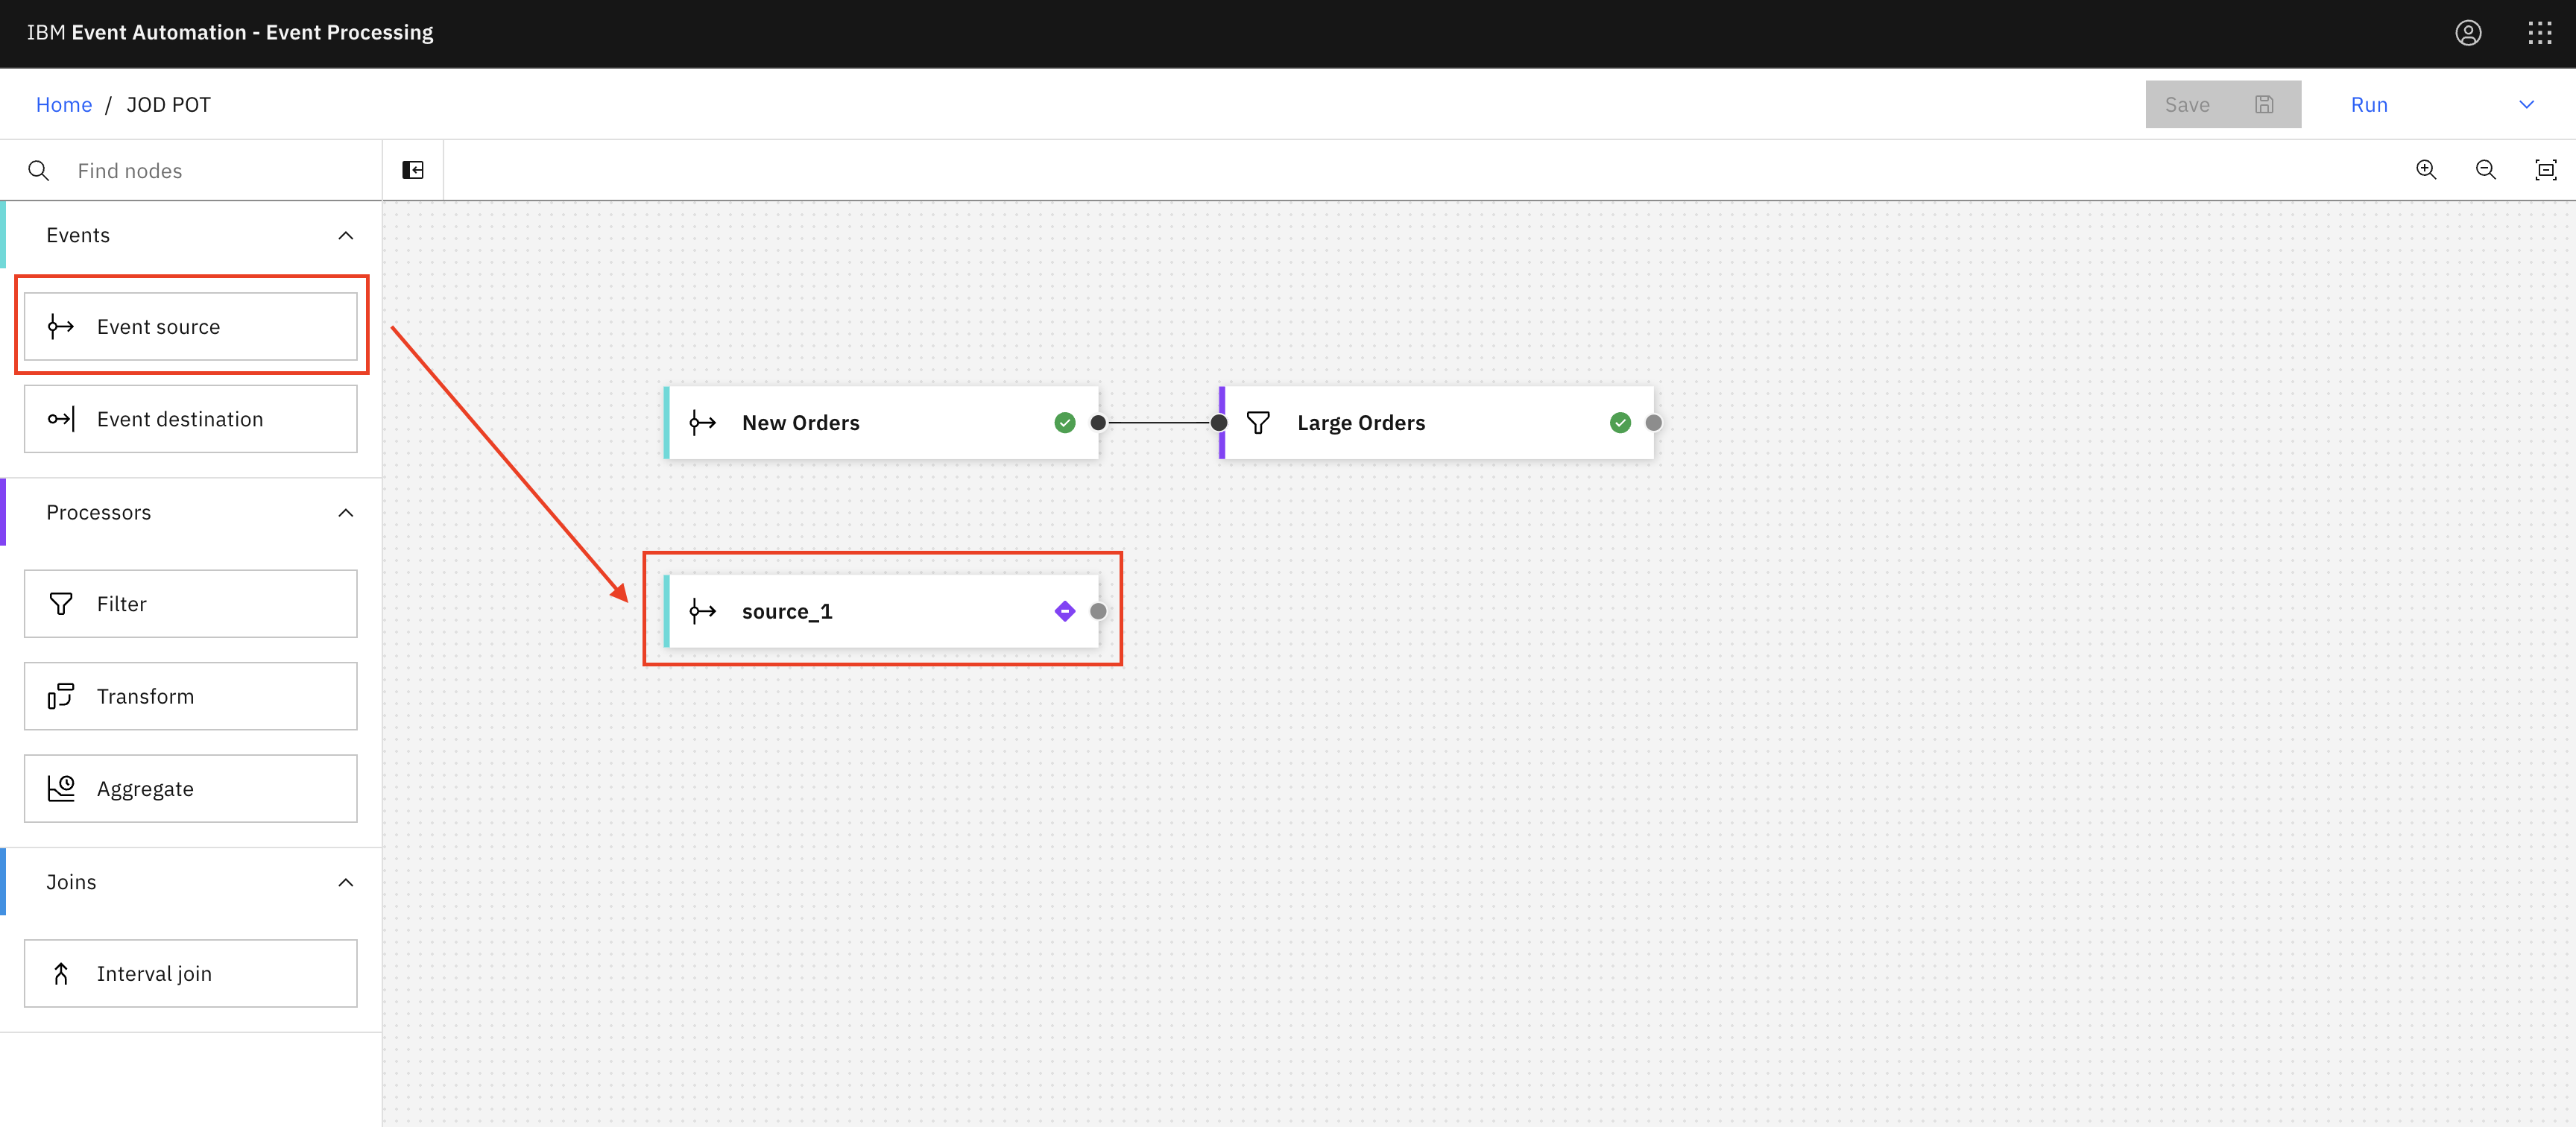 IBM Event Automation - Event Processing
Home / JOD POT
Save
Run
Find nodes
Events
Event source
Event destination
Processors
Filter
Transform
Aggregate
Joins
Interval join
New Orders
Large Orders
source_1